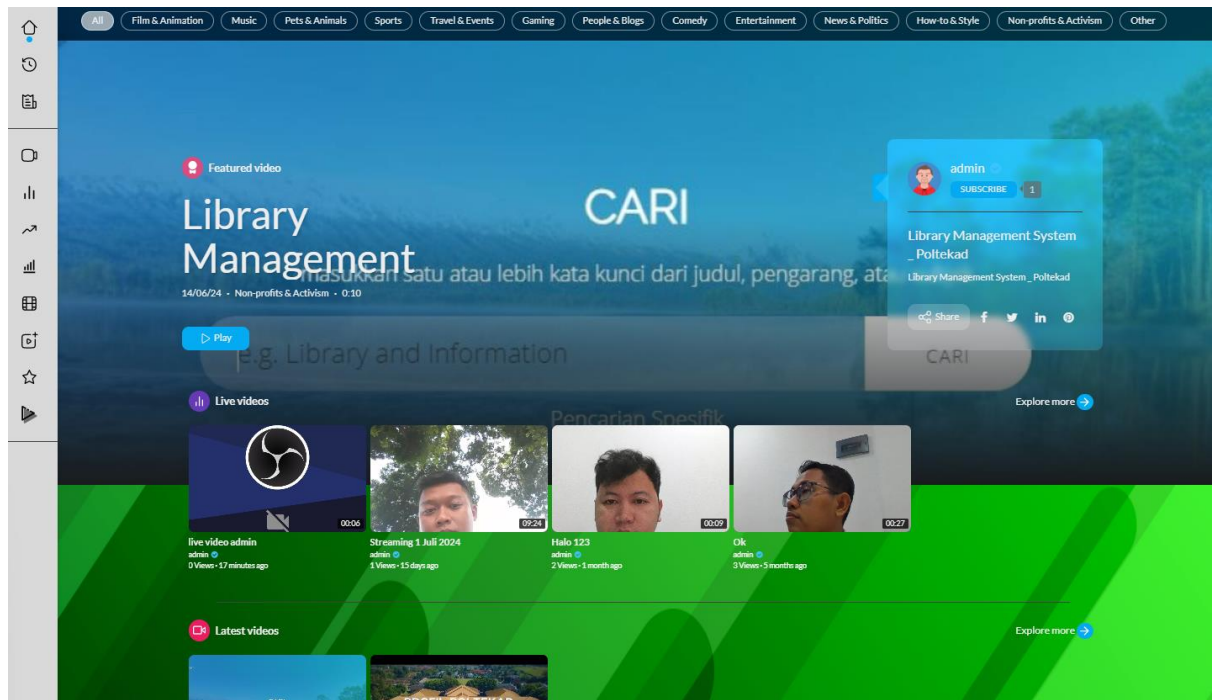 All Film & Animation Music Pets & Animals Sports Travel & Events Gaming People & Blogs Comedy Entertainment News & Politics How-to & Style Non-profits & Activism Other
Featured video
Library
Management
14/06/24 - Non-profits & Activism - 0:10
Play
CARI
masukkan satu atau lebih kata kunci dari judul, pengarang, ata
e.g. Library and Information
CARI
Pencarian Spesifik
admin
SUBSCRIBE 1
Library Management System
_ Poltekad
Library Management System _ Poltekad
Share
Live videos Explore more
00:06 09:24 00:09 00:27
live video admin Streaming 1 Juli 2024 Halo 123 Ok
admin admin admin admin
0 Views • 17 minutes ago 1 Views • 15 days ago 2 Views • 1 month ago 3 Views • 5 months ago
Latest videos Explore more